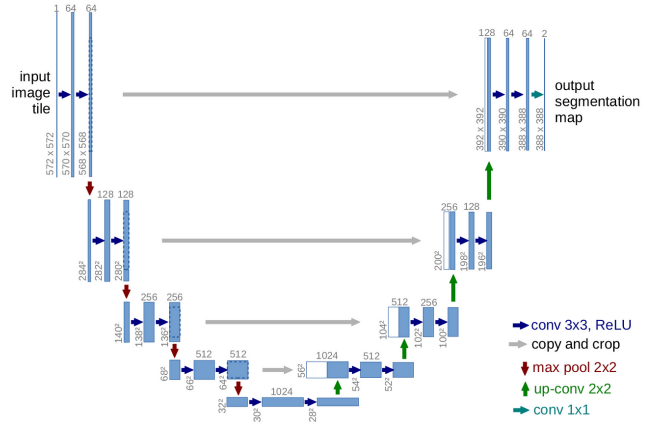 1
64
64
128
64
64
2
input
image
tile
output
segmentation
map
572 x 572
570 x 570
568 x 568
392 x 392
390 x 390
388 x 388
388 x 388
128
128
256
128
284²
282²
280²
200²
198²
196²
256
256
512
256
140²
138²
136²
104²
102²
100²
512
512
1024
512
68²
66²
64²
56²
54²
52²
1024
32²
30²
28²
conv 3x3, ReLU
copy and crop
max pool 2x2
up-conv 2x2
conv 1x1